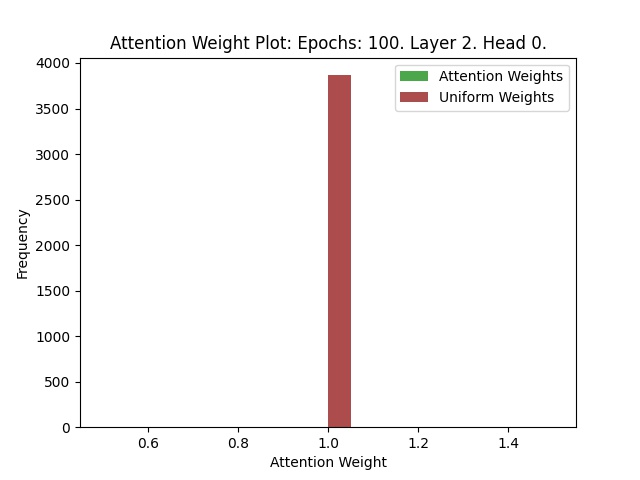 Attention Weight Plot: Epochs: 100. Layer 2. Head 0.
Attention Weights
Uniform Weights
Frequency
4000
3500
3000
2500
2000
1500
1000
500
0
0.6 0.8 1.0 1.2 1.4
Attention Weight